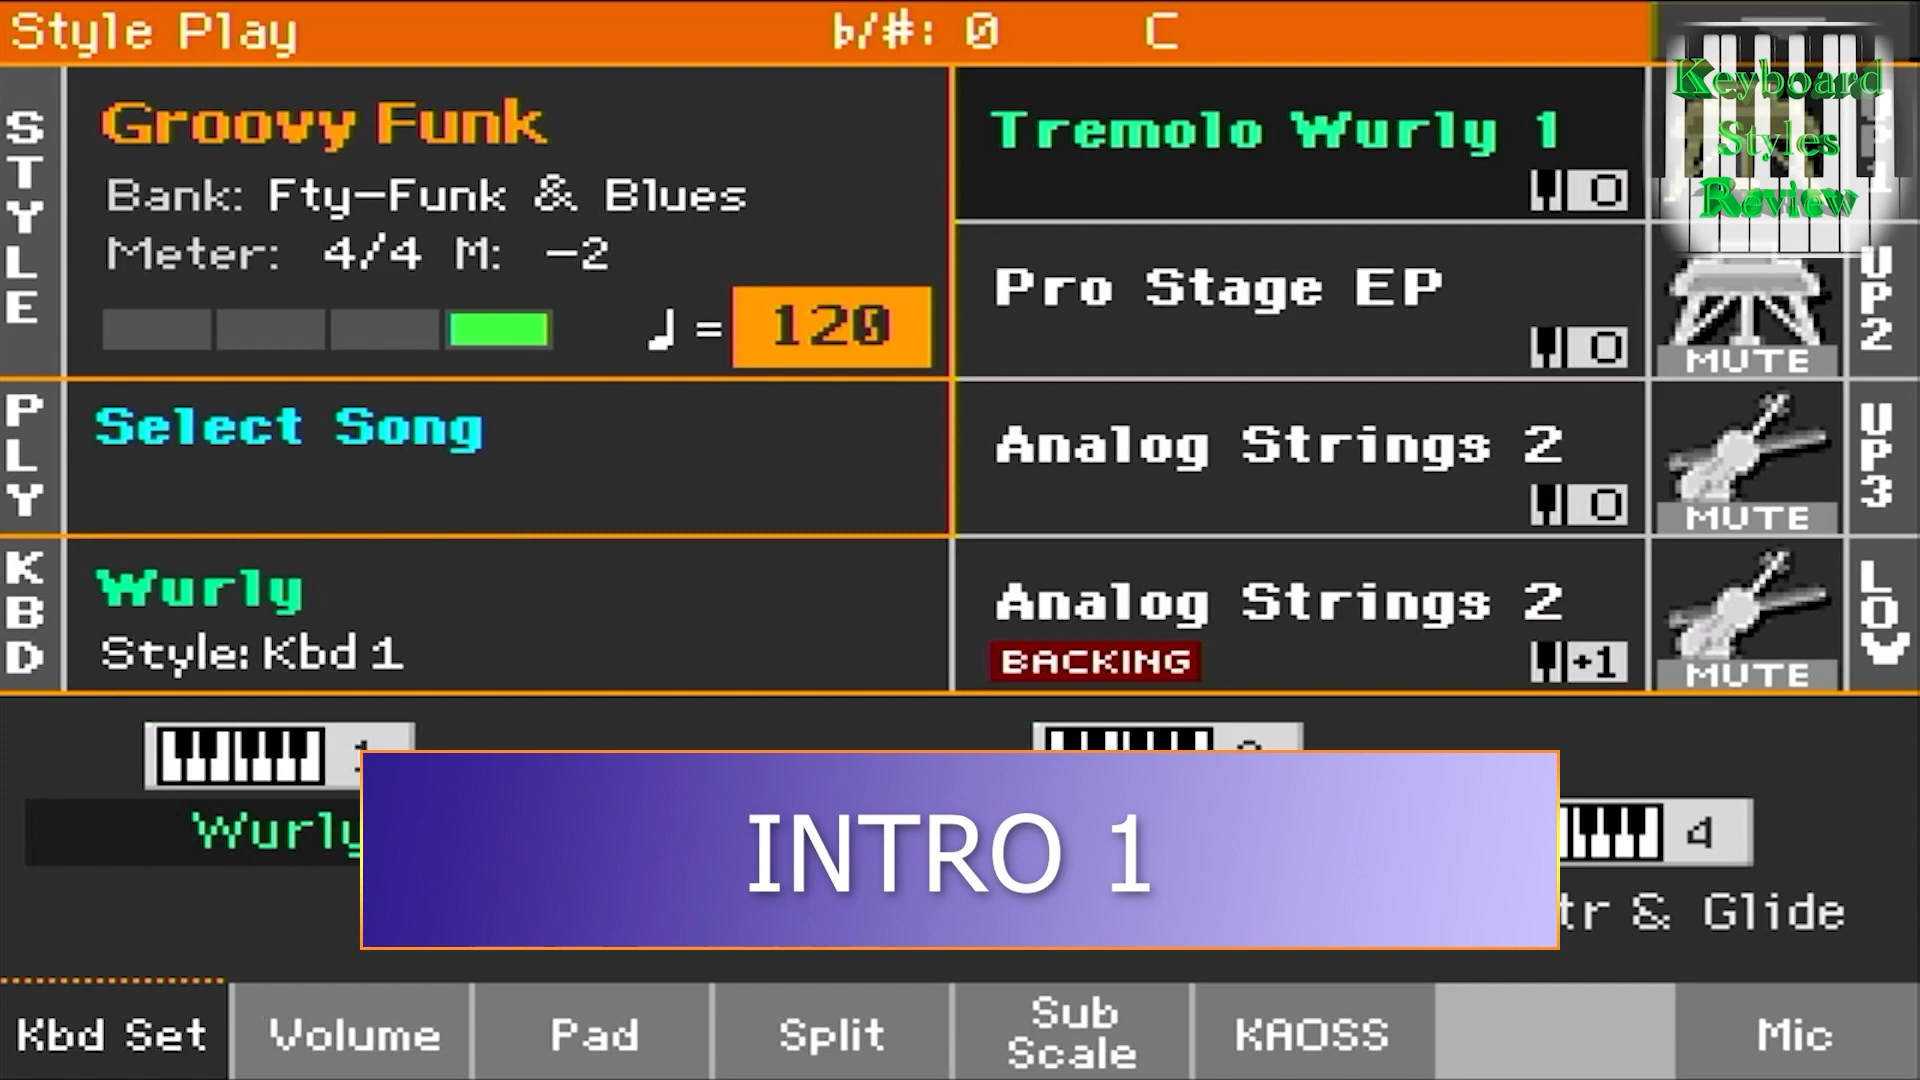 Style Play ♭/#: 0 C
Keyboard
Styles
Review
STYLE
Groovy Funk
Bank: Fty-Funk & Blues
Meter: 4/4 M: -2
♩ = 120
Tremolo Wurly 1
0
Pro Stage EP
0
MUTE
UP2
PLY
Select Song
Analog Strings 2
0
MUTE
UP3
KBD
Wurly
Style: Kbd 1
Analog Strings 2
BACKING
+1
MUTE
LOW
1
Wurly
INTRO 1
4
tr & Glide
Kbd Set
Volume
Pad
Split
Sub
Scale
KAOSS
Mic